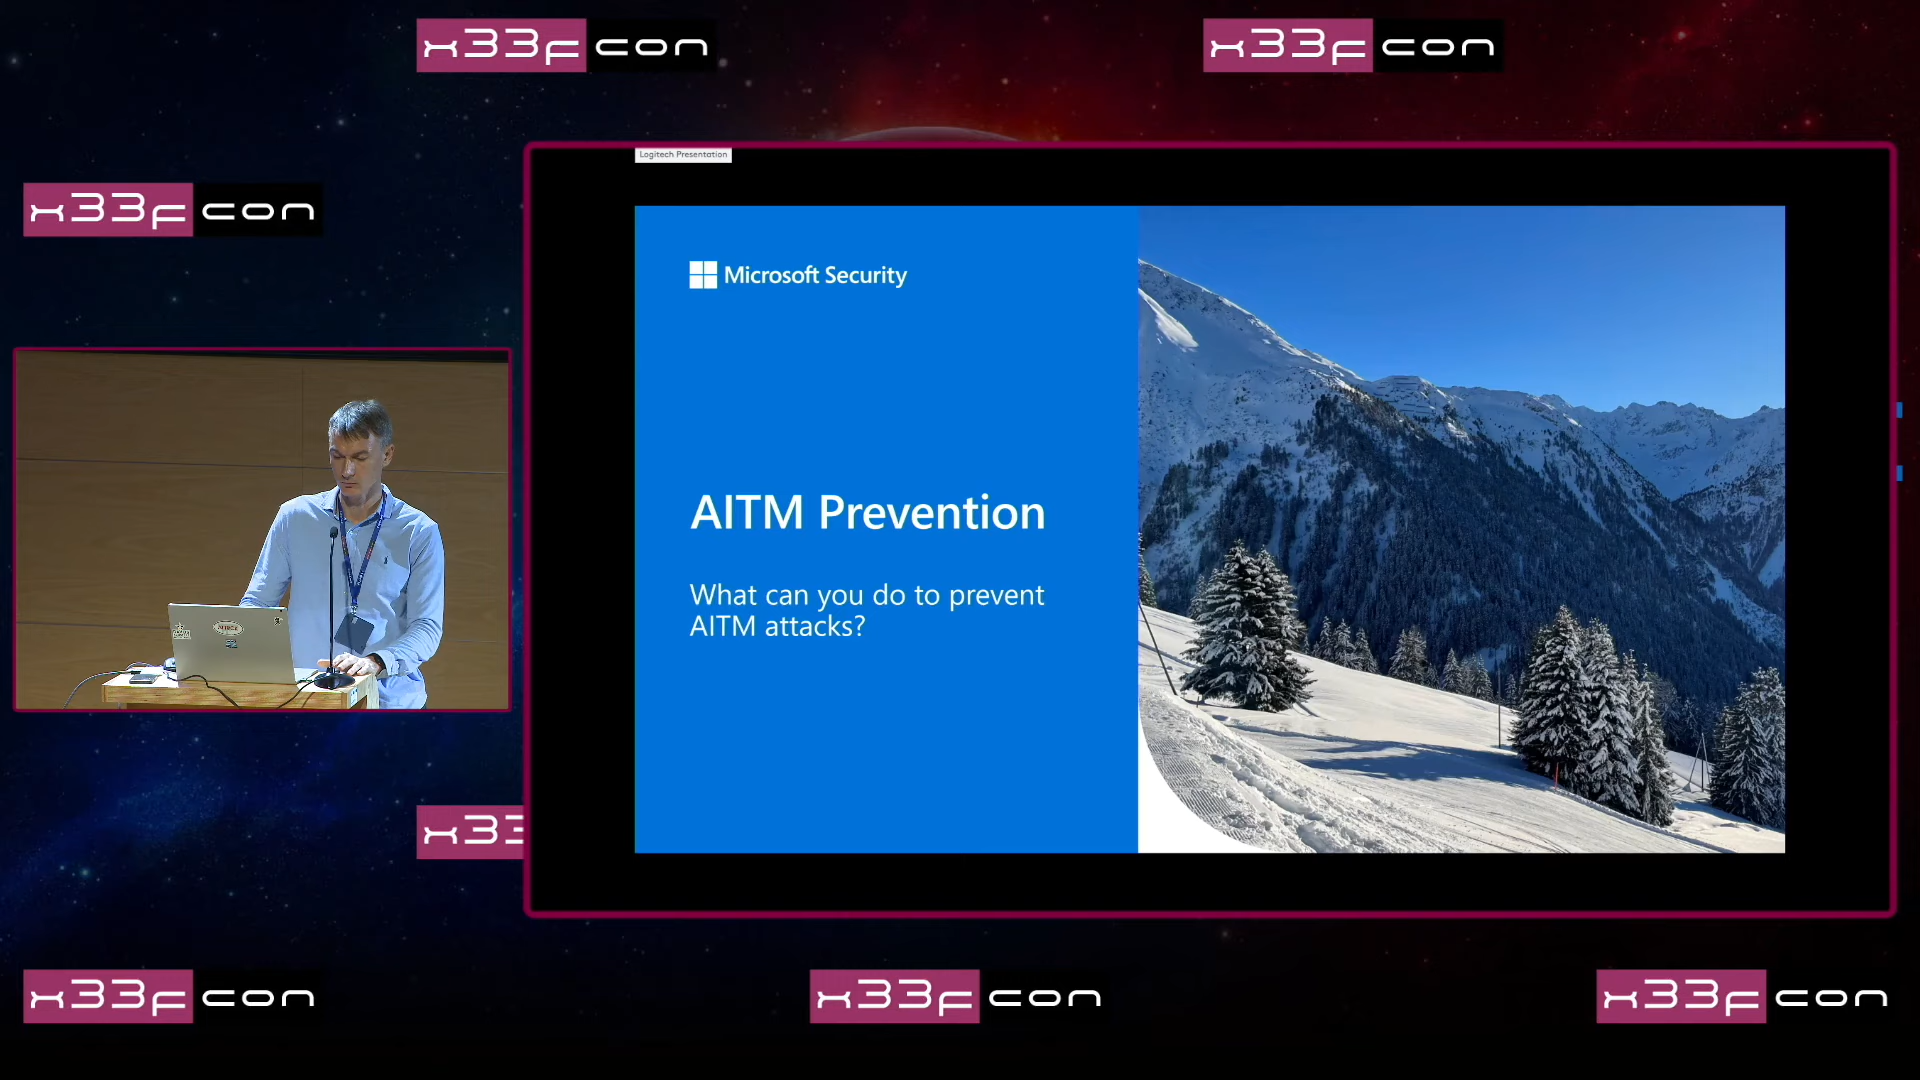 x33fcon
x33fcon
x33fcon
Logitech Presentation
Microsoft Security
AITM Prevention
What can you do to prevent
AITM attacks?
x33
x33fcon
x33fcon
x33fcon